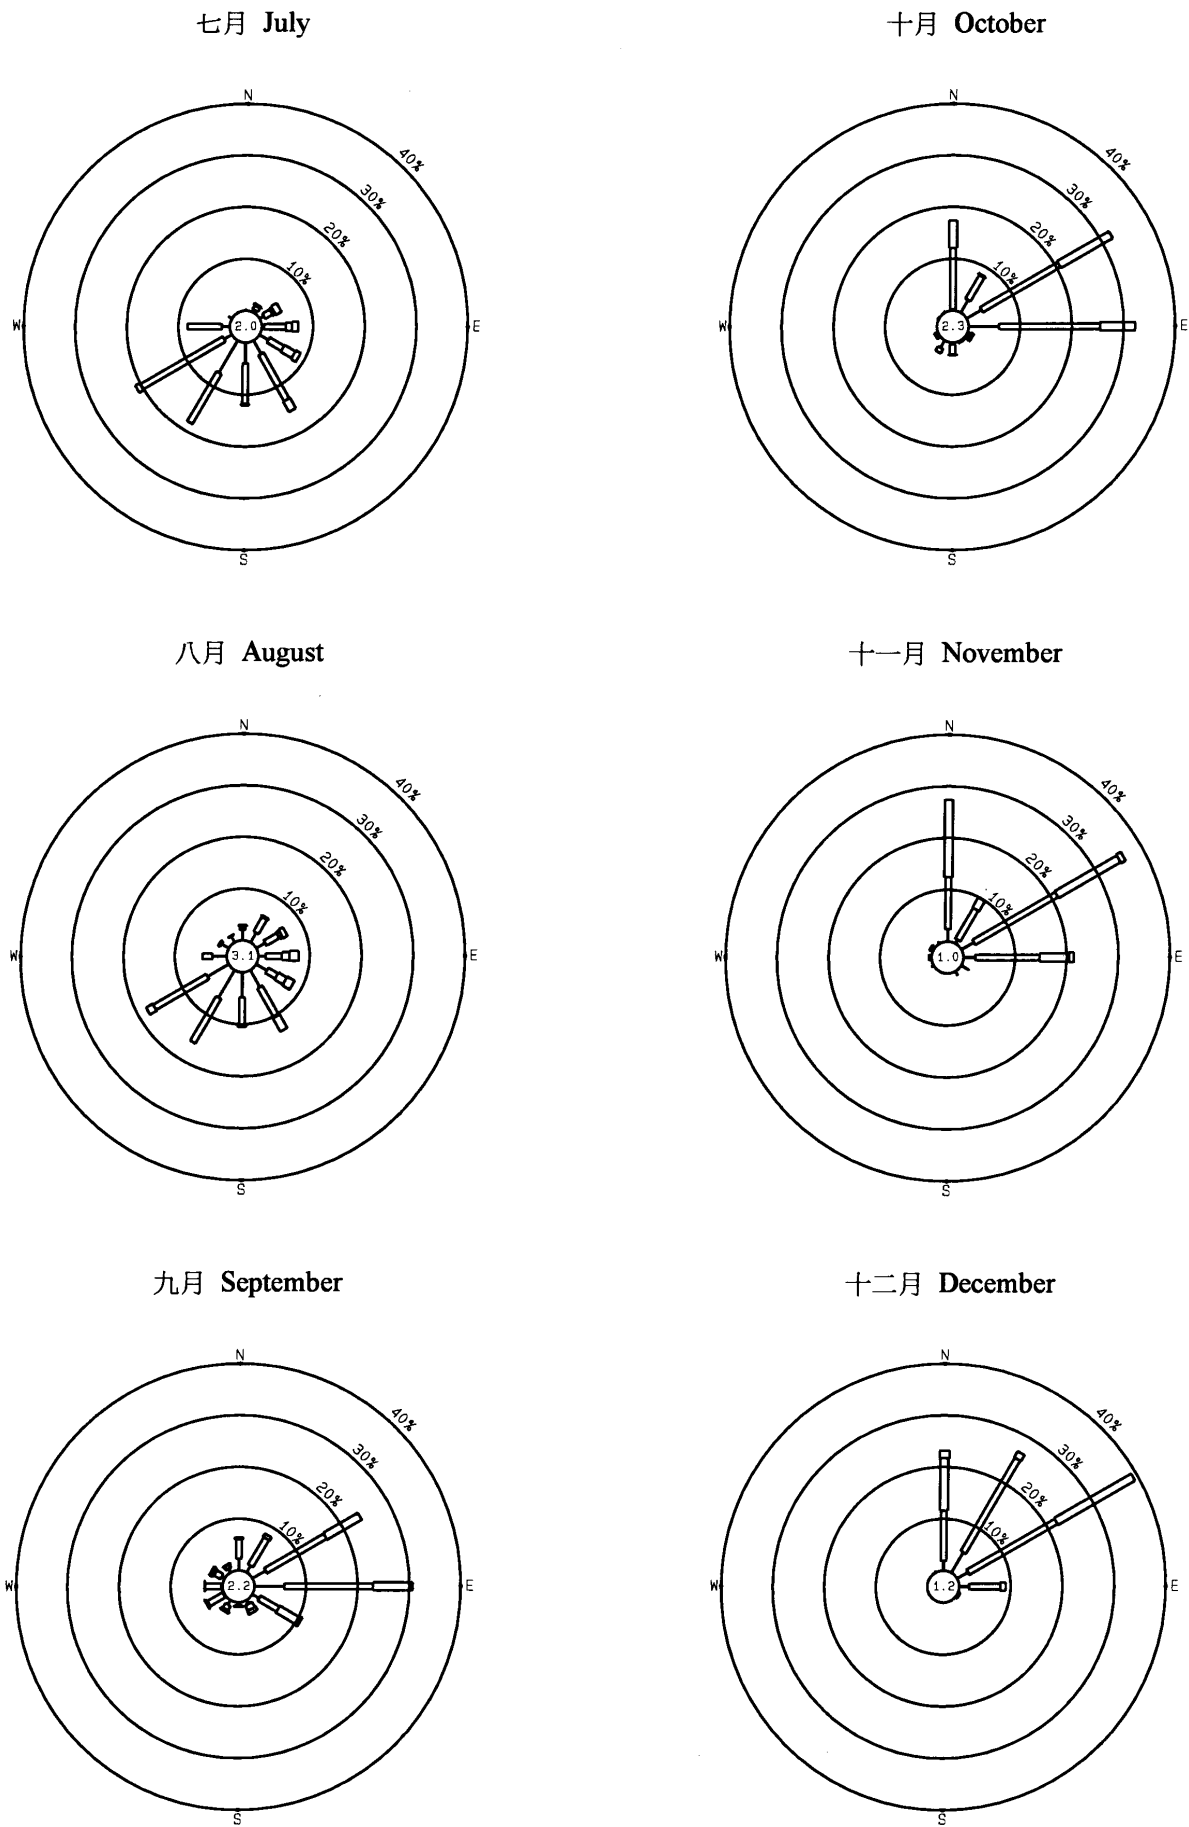 七月 July
N
40%
30%
20%
10%
W
2.0
E
S
十月 October
N
40%
30%
20%
10%
W
2.3
E
S
八月 August
N
40%
30%
20%
10%
W
3.1
E
S
十一月 November
N
40%
30%
20%
10%
W
1.0
E
S
九月 September
N
40%
30%
20%
10%
W
2.2
E
S
十二月 December
N
40%
30%
20%
10%
W
1.2
E
S